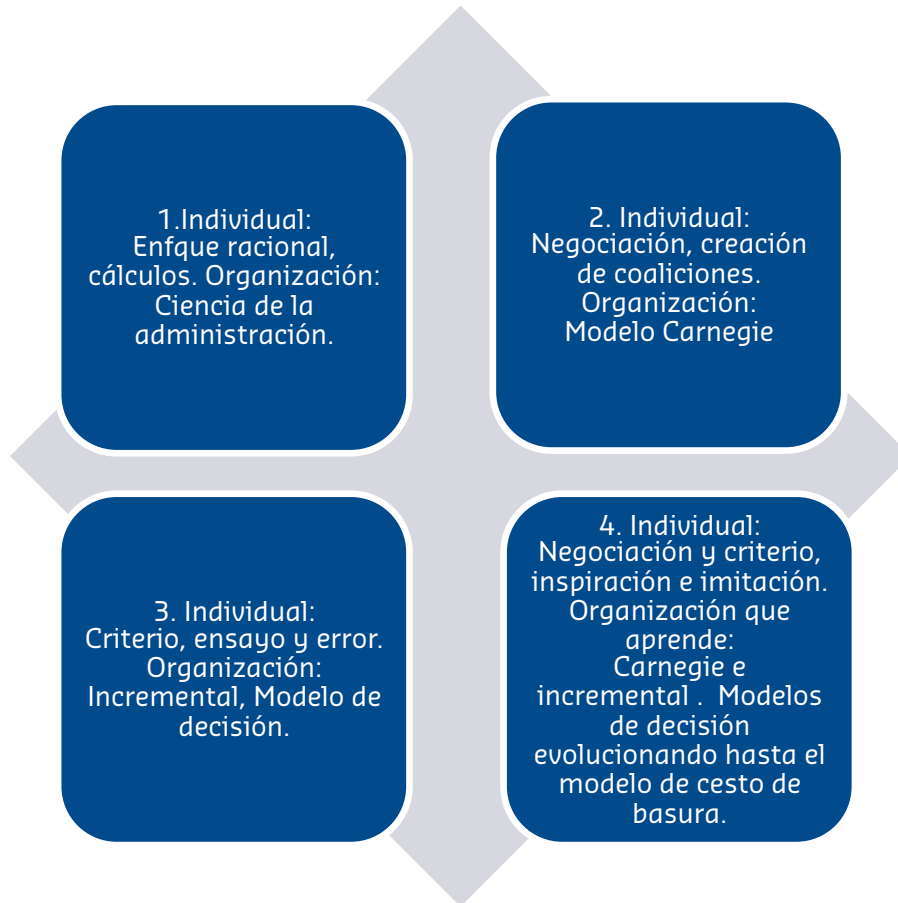 1.Individual:
Enfque racional,
cálculos. Organización:
Ciencia de la
administración.
2. Individual:
Negociación, creación
de coaliciones.
Organización:
Modelo Carnegie
3. Individual:
Criterio, ensayo y error.
Organización:
Incremental, Modelo de
decisión.
4. Individual:
Negociación y criterio,
inspiración e imitación.
Organización que
aprende:
Carnegie e
incremental . Modelos
de decisión
evolucionando hasta el
modelo de cesto de
basura.